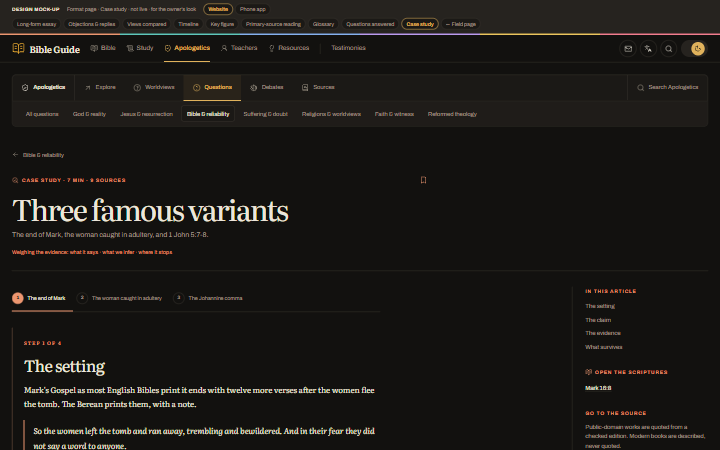 DESIGN MOCK-UP Format page · Case study · not live · for the owner's look Website Phone app
Long-form essay Objections & replies Views compared Timeline Key figure Primary-source reading Glossary Questions answered Case study ← Field page
Bible Guide Bible Study Apologetics Teachers Resources Testimonies
Apologetics Explore Worldviews Questions Debates Sources Search Apologetics
All questions God & reality Jesus & resurrection Bible & reliability Suffering & doubt Religions & worldviews Faith & witness Reformed theology
← Bible & reliability
CASE STUDY · 7 MIN · 6 SOURCES
Three famous variants
The end of Mark, the woman caught in adultery, and 1 John 5:7-8.
Weighing the evidence: what it says · what we infer · where it stops
1 The end of Mark 2 The woman caught in adultery 3 The Johannine comma
STEP 1 OF 4
The setting
Mark's Gospel as most English Bibles print it ends with twelve more verses after the women flee
the tomb. The Berean prints them, with a note.
So the women left the tomb and ran away, trembling and bewildered. And in their fear they did
not say a word to anyone.
IN THIS ARTICLE
The setting
The claim
The evidence
What survives
OPEN THE SCRIPTURES
Mark 16:8
GO TO THE SOURCE
Public-domain works are quoted from a
checked edition. Modern books are described,
never quoted.